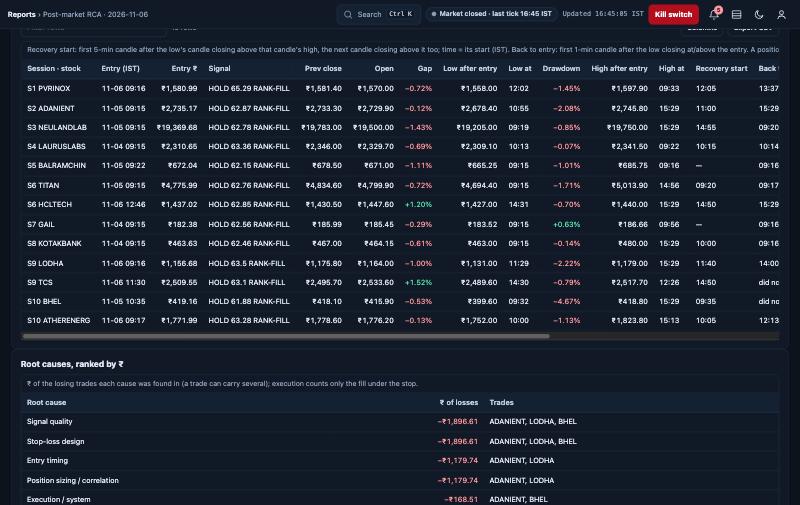 Reports › Post-market RCA · 2026-11-06 Search Ctrl K Market closed · last tick 16:45 IST Updated 16:45:05 IST Kill switch 5
Recovery start: first 5-min candle after the low's candle closing above that candle's high, the next candle closing above it too; time = its start (IST). Back to entry: first 1-min candle after the low closing at/above the entry. A positio
Session · stock Entry (IST) Entry ₹ Signal Prev close Open Gap Low after entry Low at Drawdown High after entry High at Recovery start Back
S1 PVRINOX 11-06 09:16 ₹1,580.99 HOLD 65.29 RANK-FILL ₹1,581.40 ₹1,570.00 −0.72% ₹1,558.00 12:02 −1.45% ₹1,597.90 09:33 12:05 13:37
S2 ADANIENT 11-05 09:15 ₹2,735.17 HOLD 62.87 RANK-FILL ₹2,733.30 ₹2,729.90 −0.12% ₹2,678.40 10:55 −2.08% ₹2,745.80 15:29 11:00 15:29
S3 NEULANDLAB 11-05 09:15 ₹19,369.68 HOLD 62.78 RANK-FILL ₹19,783.00 ₹19,500.00 −1.43% ₹19,205.00 09:19 −0.85% ₹19,750.00 15:29 14:55 09:20
S4 LAURUSLABS 11-04 09:15 ₹2,310.65 HOLD 63.36 RANK-FILL ₹2,346.00 ₹2,329.70 −0.69% ₹2,309.10 10:13 −0.07% ₹2,341.50 09:22 10:15 10:14
S5 BALRAMCHIN 11-05 09:22 ₹672.04 HOLD 62.15 RANK-FILL ₹678.50 ₹671.00 −1.11% ₹665.25 09:15 −1.01% ₹685.75 09:16 — 09:16
S6 TITAN 11-05 09:15 ₹4,775.99 HOLD 62.76 RANK-FILL ₹4,834.60 ₹4,799.90 −0.72% ₹4,694.40 09:15 −1.71% ₹5,013.90 14:56 09:20 09:17
S6 HCLTECH 11-06 12:46 ₹1,437.02 HOLD 62.85 RANK-FILL ₹1,430.50 ₹1,447.60 +1.20% ₹1,427.00 14:31 −0.70% ₹1,440.00 15:29 14:50 15:29
S7 GAIL 11-04 09:15 ₹182.38 HOLD 62.56 RANK-FILL ₹185.99 ₹185.45 −0.29% ₹183.52 09:15 +0.63% ₹186.66 09:56 — 09:16
S8 KOTAKBANK 11-04 09:15 ₹463.63 HOLD 62.46 RANK-FILL ₹467.00 ₹464.15 −0.61% ₹463.00 09:15 −0.14% ₹480.00 15:29 10:00 09:16
S9 LODHA 11-06 09:16 ₹1,156.68 HOLD 63.5 RANK-FILL ₹1,175.80 ₹1,164.00 −1.00% ₹1,131.00 11:29 −2.22% ₹1,179.00 15:29 11:40 14:00
S9 TCS 11-06 11:30 ₹2,509.55 HOLD 63.1 RANK-FILL ₹2,495.70 ₹2,533.60 +1.52% ₹2,489.60 14:30 −0.79% ₹2,517.70 12:26 14:50 did no
S10 BHEL 11-05 10:35 ₹419.16 HOLD 61.88 RANK-FILL ₹418.10 ₹415.90 −0.53% ₹399.60 09:32 −4.67% ₹418.80 15:29 09:35 did no
S10 ATHERENERG 11-06 09:17 ₹1,771.99 HOLD 63.28 RANK-FILL ₹1,778.60 ₹1,776.20 −0.13% ₹1,752.00 10:00 −1.13% ₹1,823.80 15:13 10:05 12:13
Root causes, ranked by ₹
₹ of the losing trades each cause was found in (a trade can carry several); execution counts only the fill under the stop.
Root cause ₹ of losses Trades
Signal quality −₹1,896.61 ADANIENT, LODHA, BHEL
Stop-loss design −₹1,896.61 ADANIENT, LODHA, BHEL
Entry timing −₹1,179.74 ADANIENT, LODHA
Position sizing / correlation −₹1,179.74 ADANIENT, LODHA
Execution / system −₹168.51 ADANIENT, BHEL